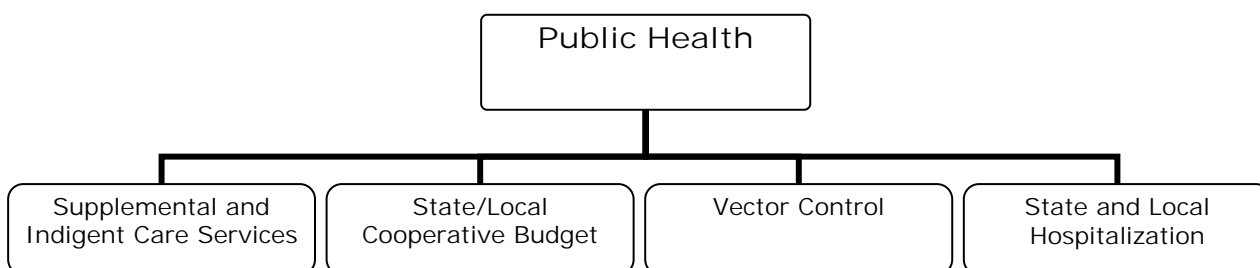 Public Health
Supplemental and
Indigent Care Services
State/Local
Cooperative Budget
Vector Control
State and Local
Hospitalization